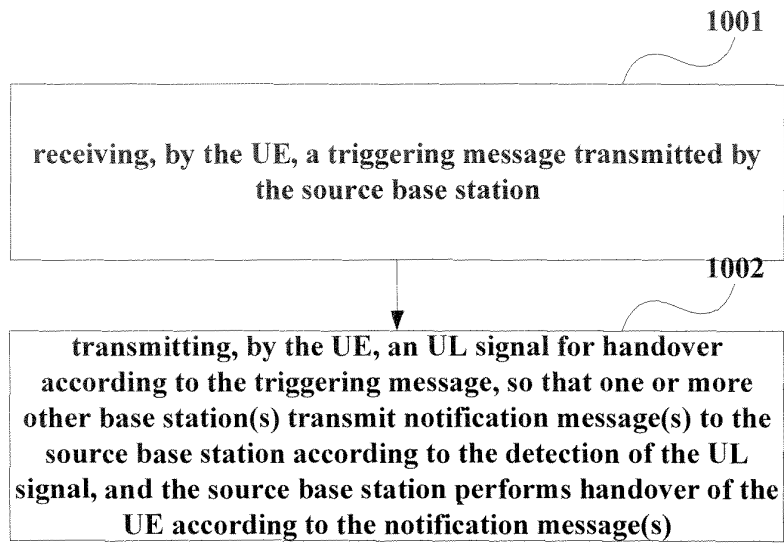 1001
receiving, by the UE, a triggering message transmitted by
the source base station
1002
transmitting, by the UE, an UL signal for handover
according to the triggering message, so that one or more
other base station(s) transmit notification message(s) to the
source base station according to the detection of the UL
signal, and the source base station performs handover of the
UE according to the notification message(s)